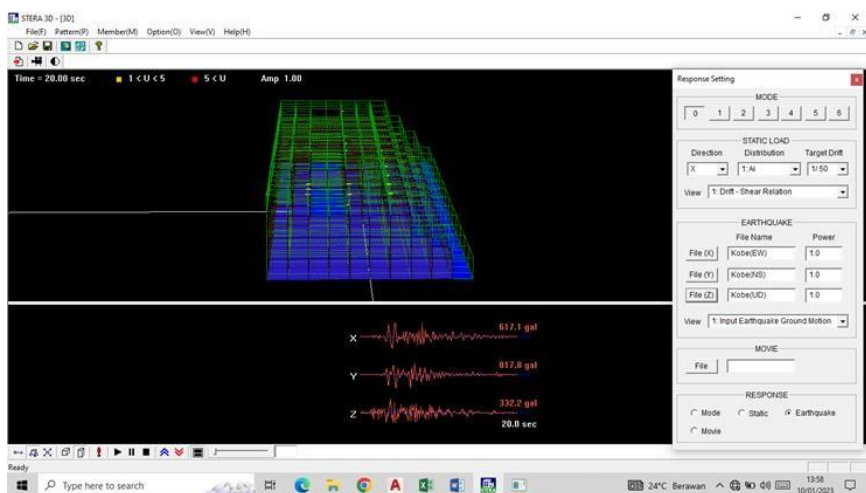 STERA 3D - [3D]
File(F) Pattern(P) Member(M) Option(O) View(V) Help(H)
Time = 20.00 sec 1 < U < 5 5 < U Amp 1.00
X 617.1 gal
Y 817.8 gal
Z 332.2 gal
20.0 sec
Response Setting
MODE
0 1 2 3 4 5 6
STATIC LOAD
Direction Distribution Target Drift
X 1: Ai 1/ 50
View 1: Drift - Shear Relation
EARTHQUAKE
File Name Power
File (X) Kobe(EW) 1.0
File (Y) Kobe(NS) 1.0
File (Z) Kobe(UD) 1.0
View 1: Input Earthquake Ground Motion
MOVIE
File
RESPONSE
Mode Static Earthquake
Movie
Ready
Type here to search
24°C Berawan
13:58
10/01/2023